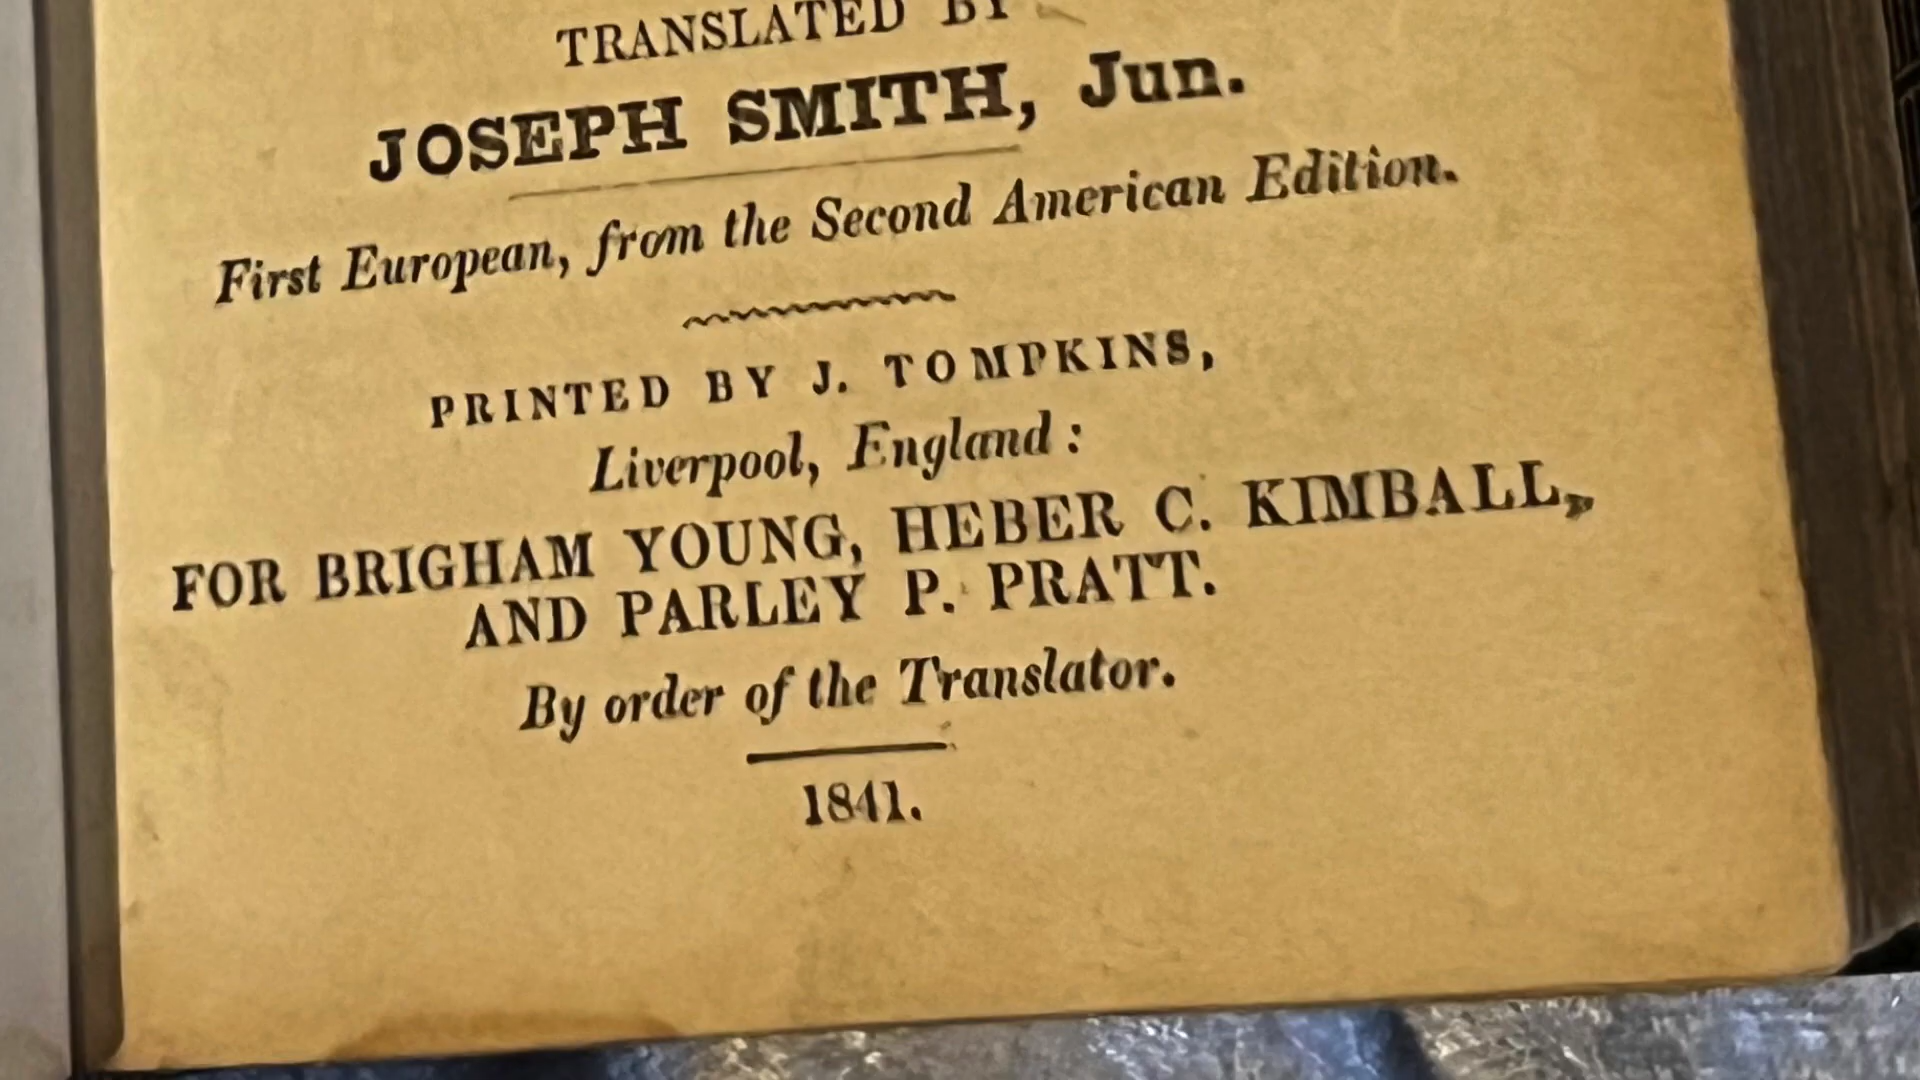 TRANSLATED BY
JOSEPH SMITH, Jun.
First European, from the Second American Edition.
PRINTED BY J. TOMPKINS,
Liverpool, England:
FOR BRIGHAM YOUNG, HEBER C. KIMBALL,
AND PARLEY P. PRATT.
By order of the Translator.
1841.